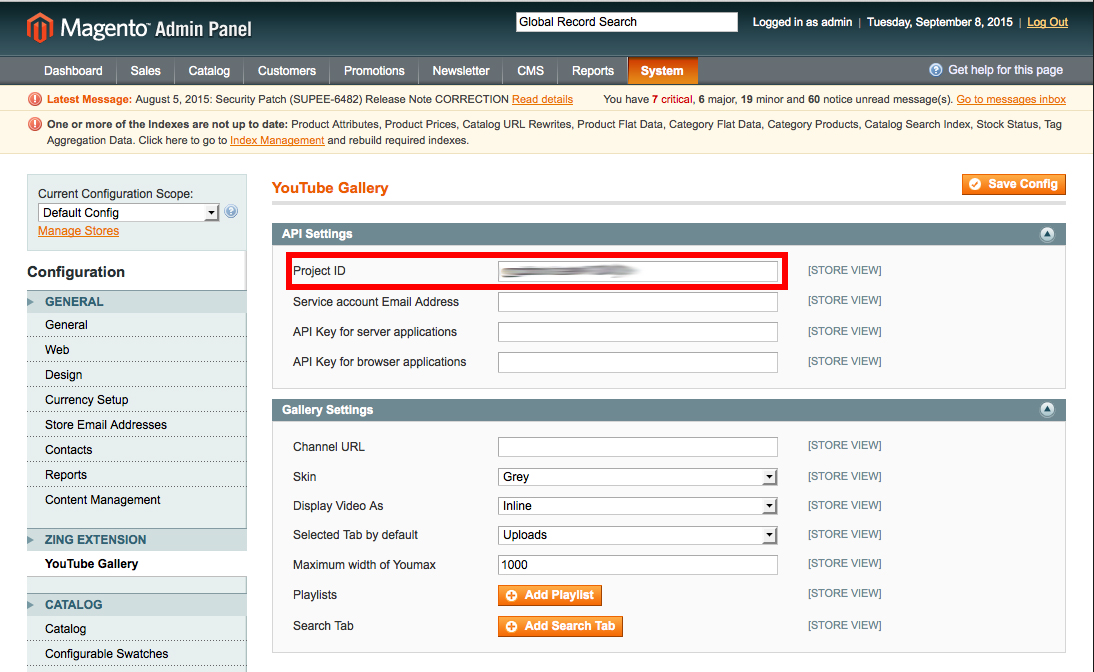 Magento™ Admin Panel
Global Record Search
Logged in as admin | Tuesday, September 8, 2015 | Log Out
Dashboard Sales Catalog Customers Promotions Newsletter CMS Reports System Get help for this page
Latest Message: August 5, 2015: Security Patch (SUPEE-6482) Release Note CORRECTION Read details You have 7 critical, 6 major, 19 minor and 60 notice unread message(s). Go to messages inbox
One or more of the Indexes are not up to date: Product Attributes, Product Prices, Catalog URL Rewrites, Product Flat Data, Category Flat Data, Category Products, Catalog Search Index, Stock Status, Tag
Aggregation Data. Click here to go to Index Management and rebuild required indexes.
Current Configuration Scope:
Default Config
Manage Stores
Configuration
GENERAL
General
Web
Design
Currency Setup
Store Email Addresses
Contacts
Reports
Content Management
ZING EXTENSION
YouTube Gallery
CATALOG
Catalog
Configurable Swatches
YouTube Gallery Save Config
API Settings
Project ID [STORE VIEW]
Service account Email Address [STORE VIEW]
API Key for server applications [STORE VIEW]
API Key for browser applications [STORE VIEW]
Gallery Settings
Channel URL [STORE VIEW]
Skin Grey [STORE VIEW]
Display Video As Inline [STORE VIEW]
Selected Tab by default Uploads [STORE VIEW]
Maximum width of Youmax 1000 [STORE VIEW]
Playlists Add Playlist [STORE VIEW]
Search Tab Add Search Tab [STORE VIEW]